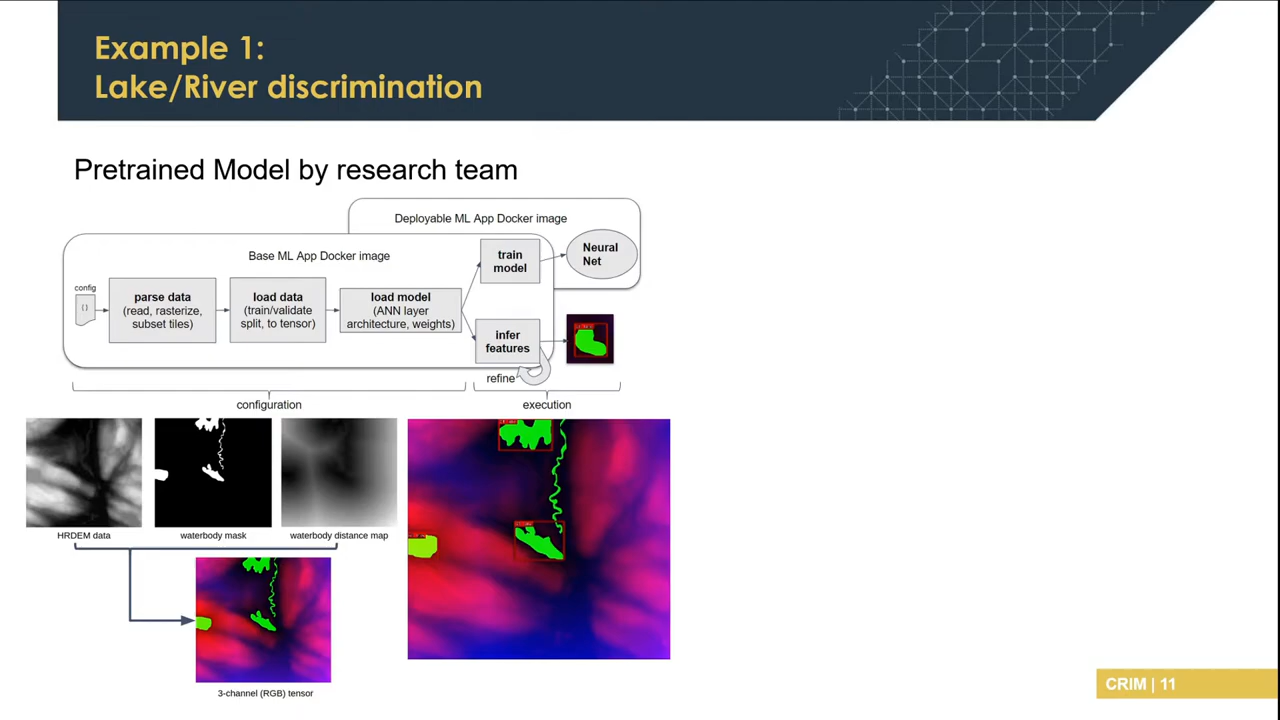 Example 1:
Lake/River discrimination
Pretrained Model by research team
Deployable ML App Docker image
Base ML App Docker image
config
{ }
parse data
(read, rasterize,
subset tiles)
load data
(train/validate
split, to tensor)
load model
(ANN layer
architecture, weights)
train
model
Neural
Net
infer
features
refine
configuration
execution
HRDEM data
waterbody mask
waterbody distance map
3-channel (RGB) tensor
CRIM | 11